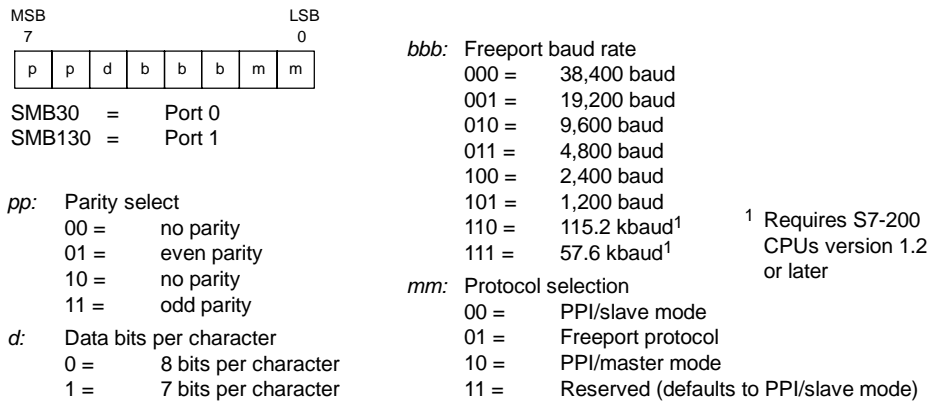 MSB LSB
7 0
p p d b b b m m
SMB30 = Port 0
SMB130 = Port 1
pp: Parity select
00 = no parity
01 = even parity
10 = no parity
11 = odd parity
d: Data bits per character
0 = 8 bits per character
1 = 7 bits per character
bbb: Freeport baud rate
000 = 38,400 baud
001 = 19,200 baud
010 = 9,600 baud
011 = 4,800 baud
100 = 2,400 baud
101 = 1,200 baud
110 = 115.2 kbaud1
111 = 57.6 kbaud1
1 Requires S7-200
CPUs version 1.2
or later
mm: Protocol selection
00 = PPI/slave mode
01 = Freeport protocol
10 = PPI/master mode
11 = Reserved (defaults to PPI/slave mode)